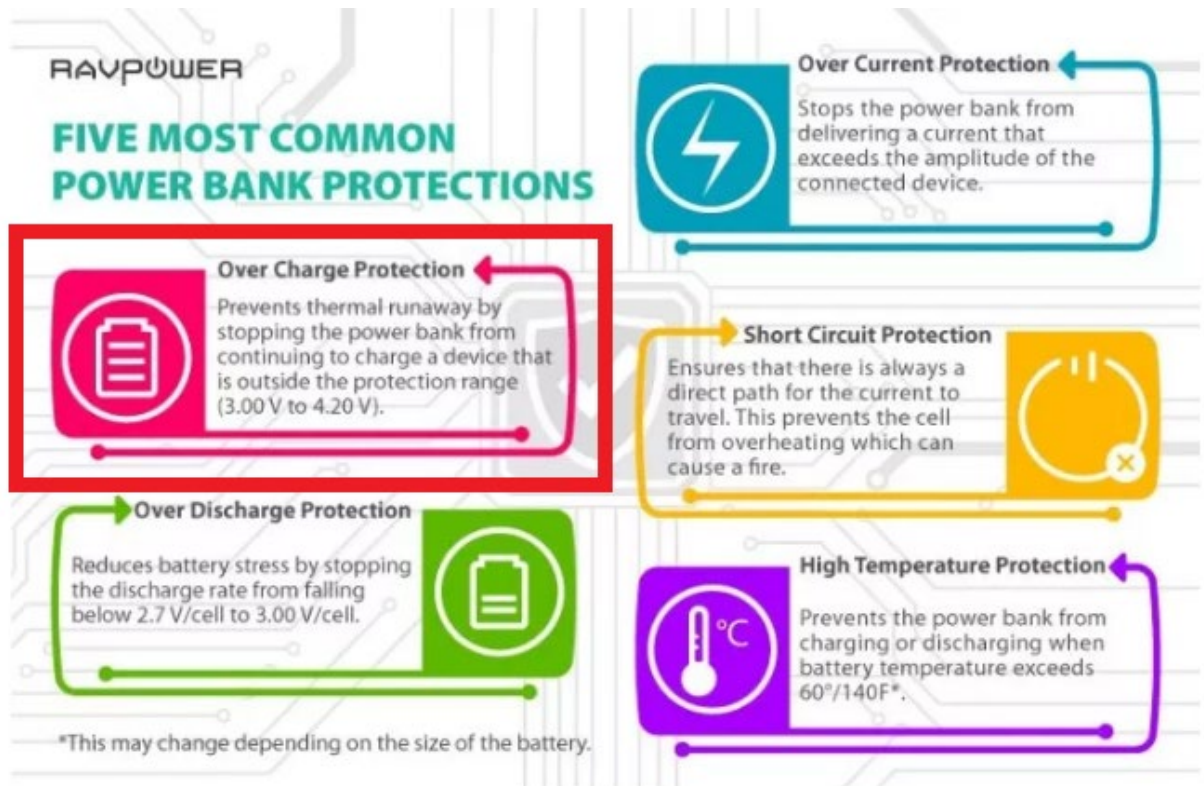 RAVPOWER
FIVE MOST COMMON
POWER BANK PROTECTIONS
Over Charge Protection
Prevents thermal runaway by
stopping the power bank from
continuing to charge a device that
is outside the protection range
(3.00 V to 4.20 V).
Over Discharge Protection
Reduces battery stress by stopping
the discharge rate from falling
below 2.7 V/cell to 3.00 V/cell.
*This may change depending on the size of the battery.
Over Current Protection
Stops the power bank from
delivering a current that
exceeds the amplitude of the
connected device.
Short Circuit Protection
Ensures that there is always a
direct path for the current to
travel. This prevents the cell
from overheating which can
cause a fire.
High Temperature Protection
°C
Prevents the power bank from
charging or discharging when
battery temperature exceeds
60°/140F*.